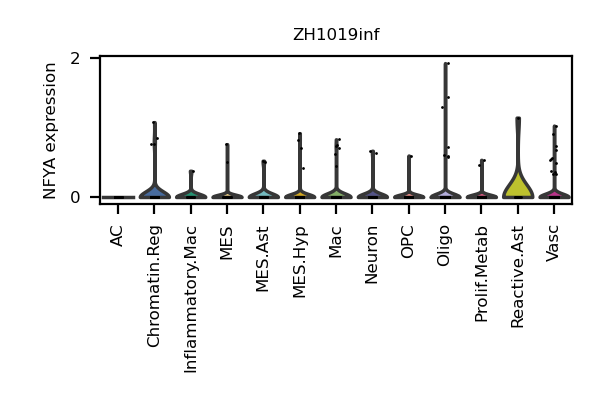 ZH1019inf
NFYA expression
2
0
AC
Chromatin.Reg
Inflammatory.Mac
MES
MES.Ast
MES.Hyp
Mac
Neuron
OPC
Oligo
Prolif.Metab
Reactive.Ast
Vasc